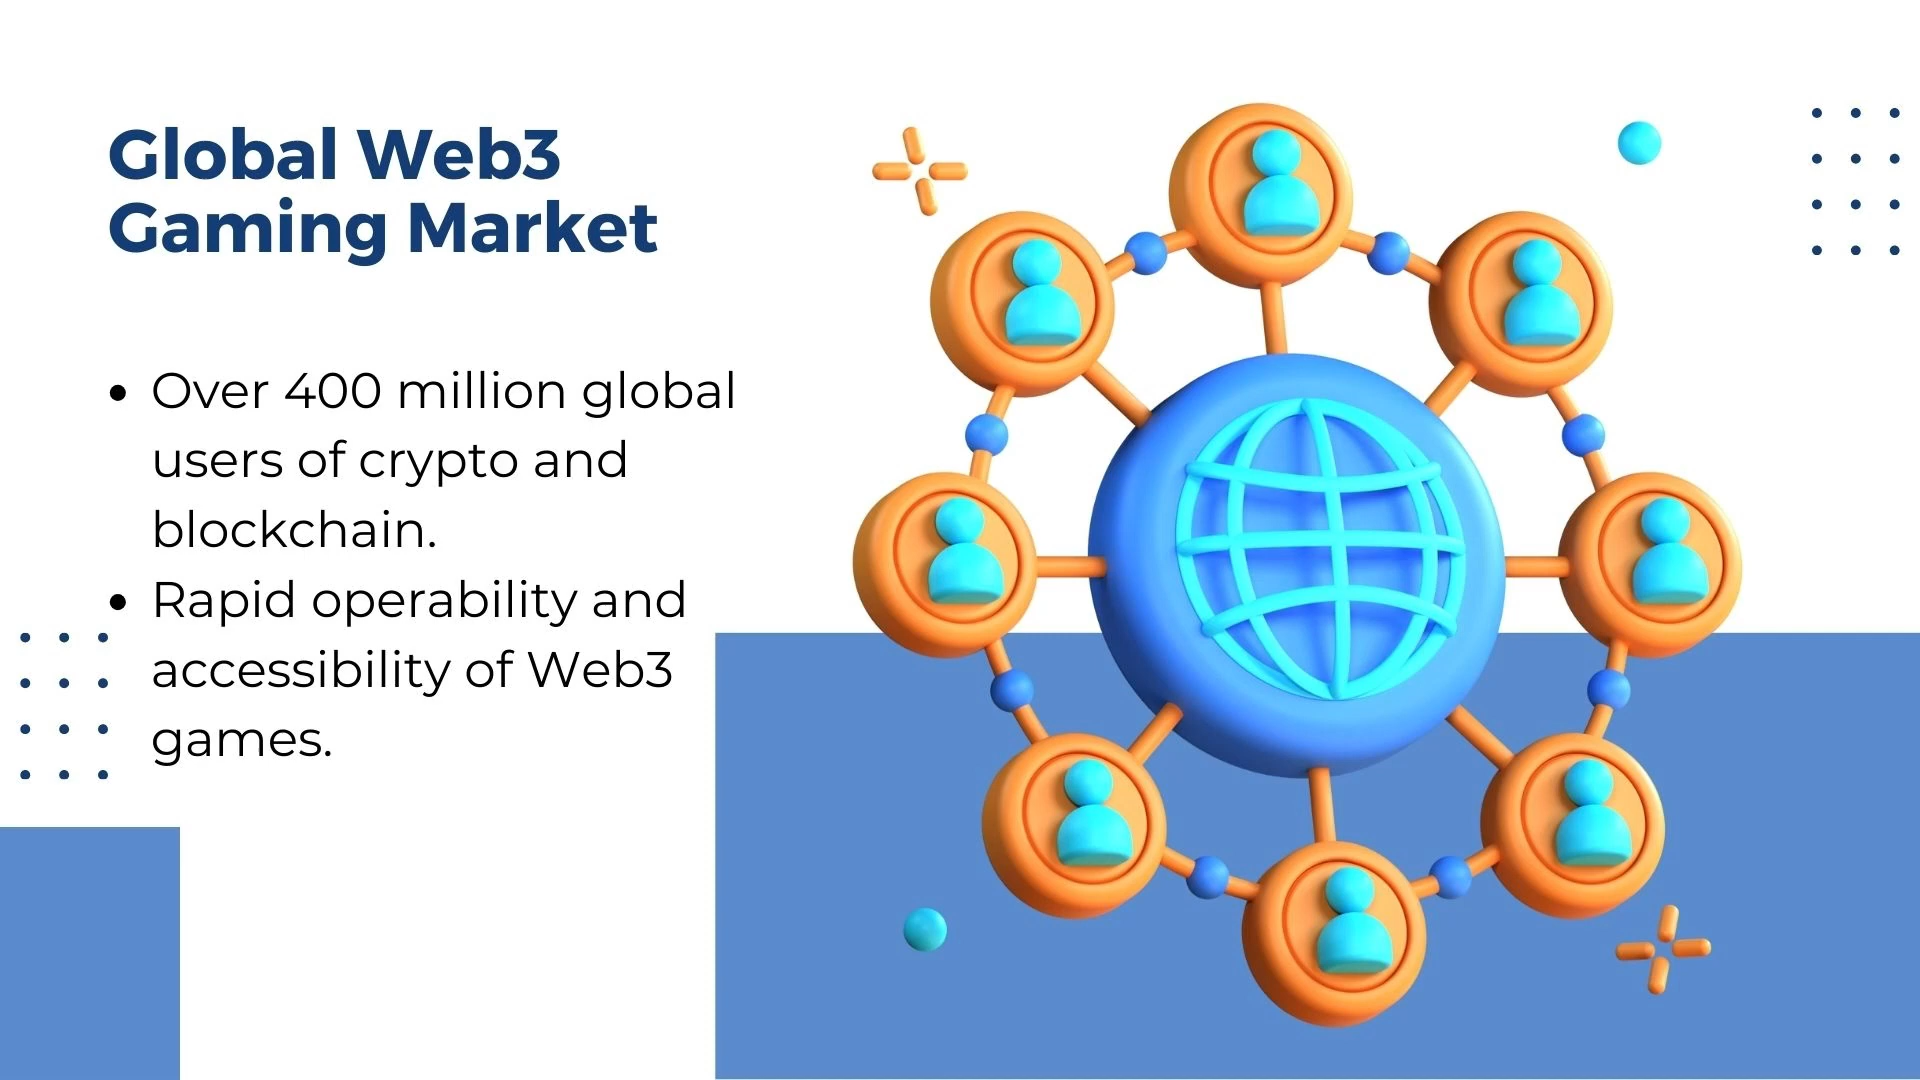 Global Web3
Gaming Market
• Over 400 million global
users of crypto and
blockchain.
• Rapid operability and
accessibility of Web3
games.